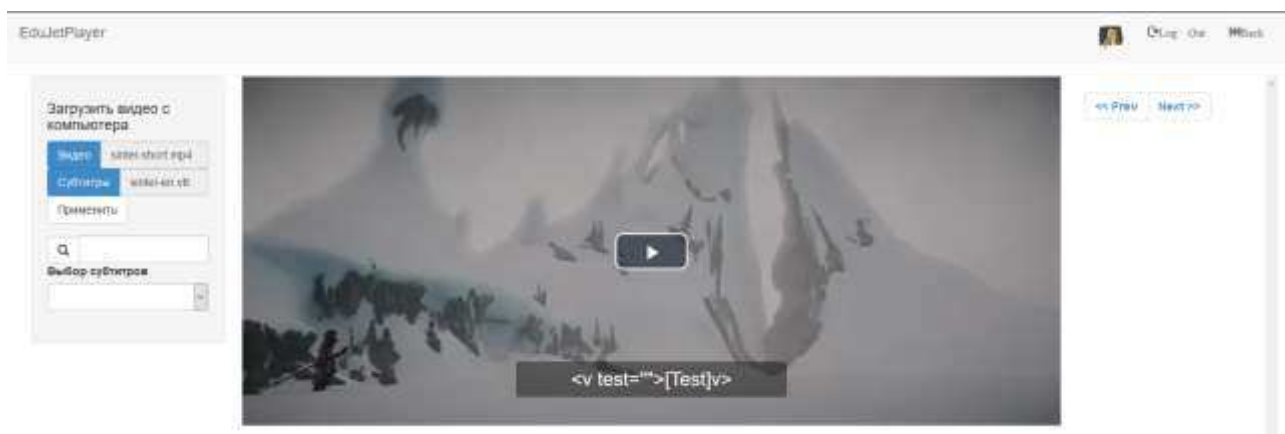 EduJetPlayer
Log Out Back
Загрузить видео с
компьютера
Видео sintel-short.mp4
Субтитры sintel-en.vtt
Применить
Выбор субтитров
<v test="">[Test]v>
<< Prev Next >>